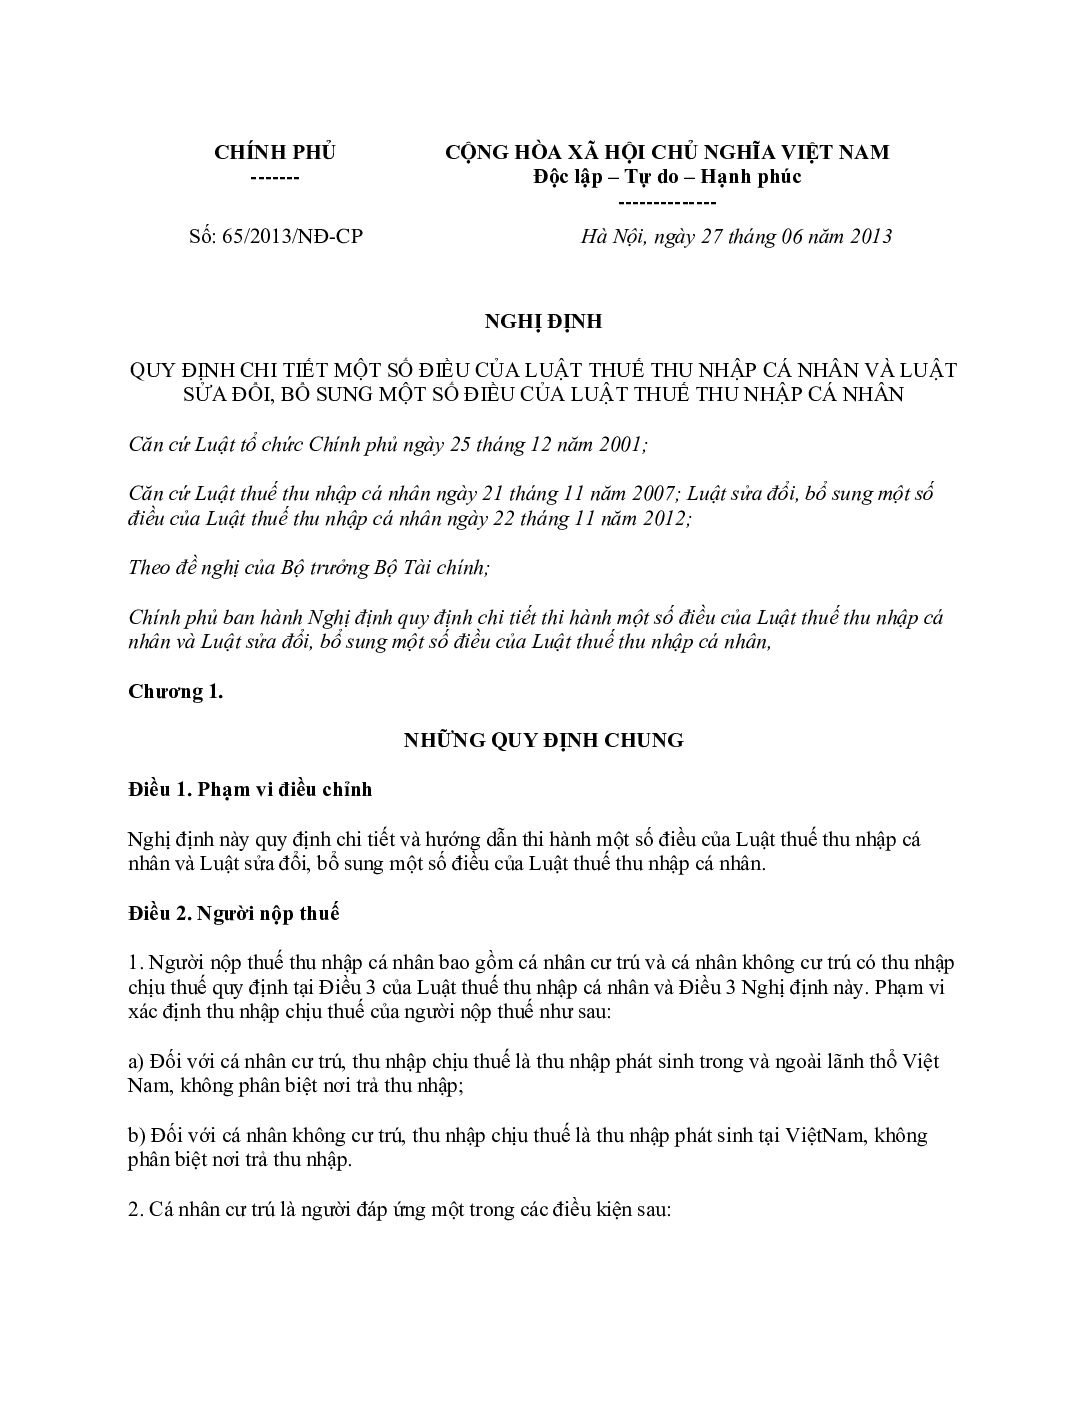 CHÍNH PHỦ
-------
CỘNG HÒA XÃ HỘI CHỦ NGHĨA VIỆT NAM
Độc lập – Tự do – Hạnh phúc
--------------
Số: 65/2013/NĐ-CP
Hà Nội, ngày 27 tháng 06 năm 2013
NGHỊ ĐỊNH
QUY ĐỊNH CHI TIẾT MỘT SỐ ĐIỀU CỦA LUẬT THUẾ THU NHẬP CÁ NHÂN VÀ LUẬT
SỬA ĐỔI, BỔ SUNG MỘT SỐ ĐIỀU CỦA LUẬT THUẾ THU NHẬP CÁ NHÂN
Căn cứ Luật tổ chức Chính phủ ngày 25 tháng 12 năm 2001;
Căn cứ Luật thuế thu nhập cá nhân ngày 21 tháng 11 năm 2007; Luật sửa đổi, bổ sung một số
điều của Luật thuế thu nhập cá nhân ngày 22 tháng 11 năm 2012;
Theo đề nghị của Bộ trưởng Bộ Tài chính;
Chính phủ ban hành Nghị định quy định chi tiết thi hành một số điều của Luật thuế thu nhập cá
nhân và Luật sửa đổi, bổ sung một số điều của Luật thuế thu nhập cá nhân,
Chương 1.
NHỮNG QUY ĐỊNH CHUNG
Điều 1. Phạm vi điều chỉnh
Nghị định này quy định chi tiết và hướng dẫn thi hành một số điều của Luật thuế thu nhập cá
nhân và Luật sửa đổi, bổ sung một số điều của Luật thuế thu nhập cá nhân.
Điều 2. Người nộp thuế
1. Người nộp thuế thu nhập cá nhân bao gồm cá nhân cư trú và cá nhân không cư trú có thu nhập
chịu thuế quy định tại Điều 3 của Luật thuế thu nhập cá nhân và Điều 3 Nghị định này. Phạm vi
xác định thu nhập chịu thuế của người nộp thuế như sau:
a) Đối với cá nhân cư trú, thu nhập chịu thuế là thu nhập phát sinh trong và ngoài lãnh thổ Việt
Nam, không phân biệt nơi trả thu nhập;
b) Đối với cá nhân không cư trú, thu nhập chịu thuế là thu nhập phát sinh tại ViệtNam, không
phân biệt nơi trả thu nhập.
2. Cá nhân cư trú là người đáp ứng một trong các điều kiện sau: